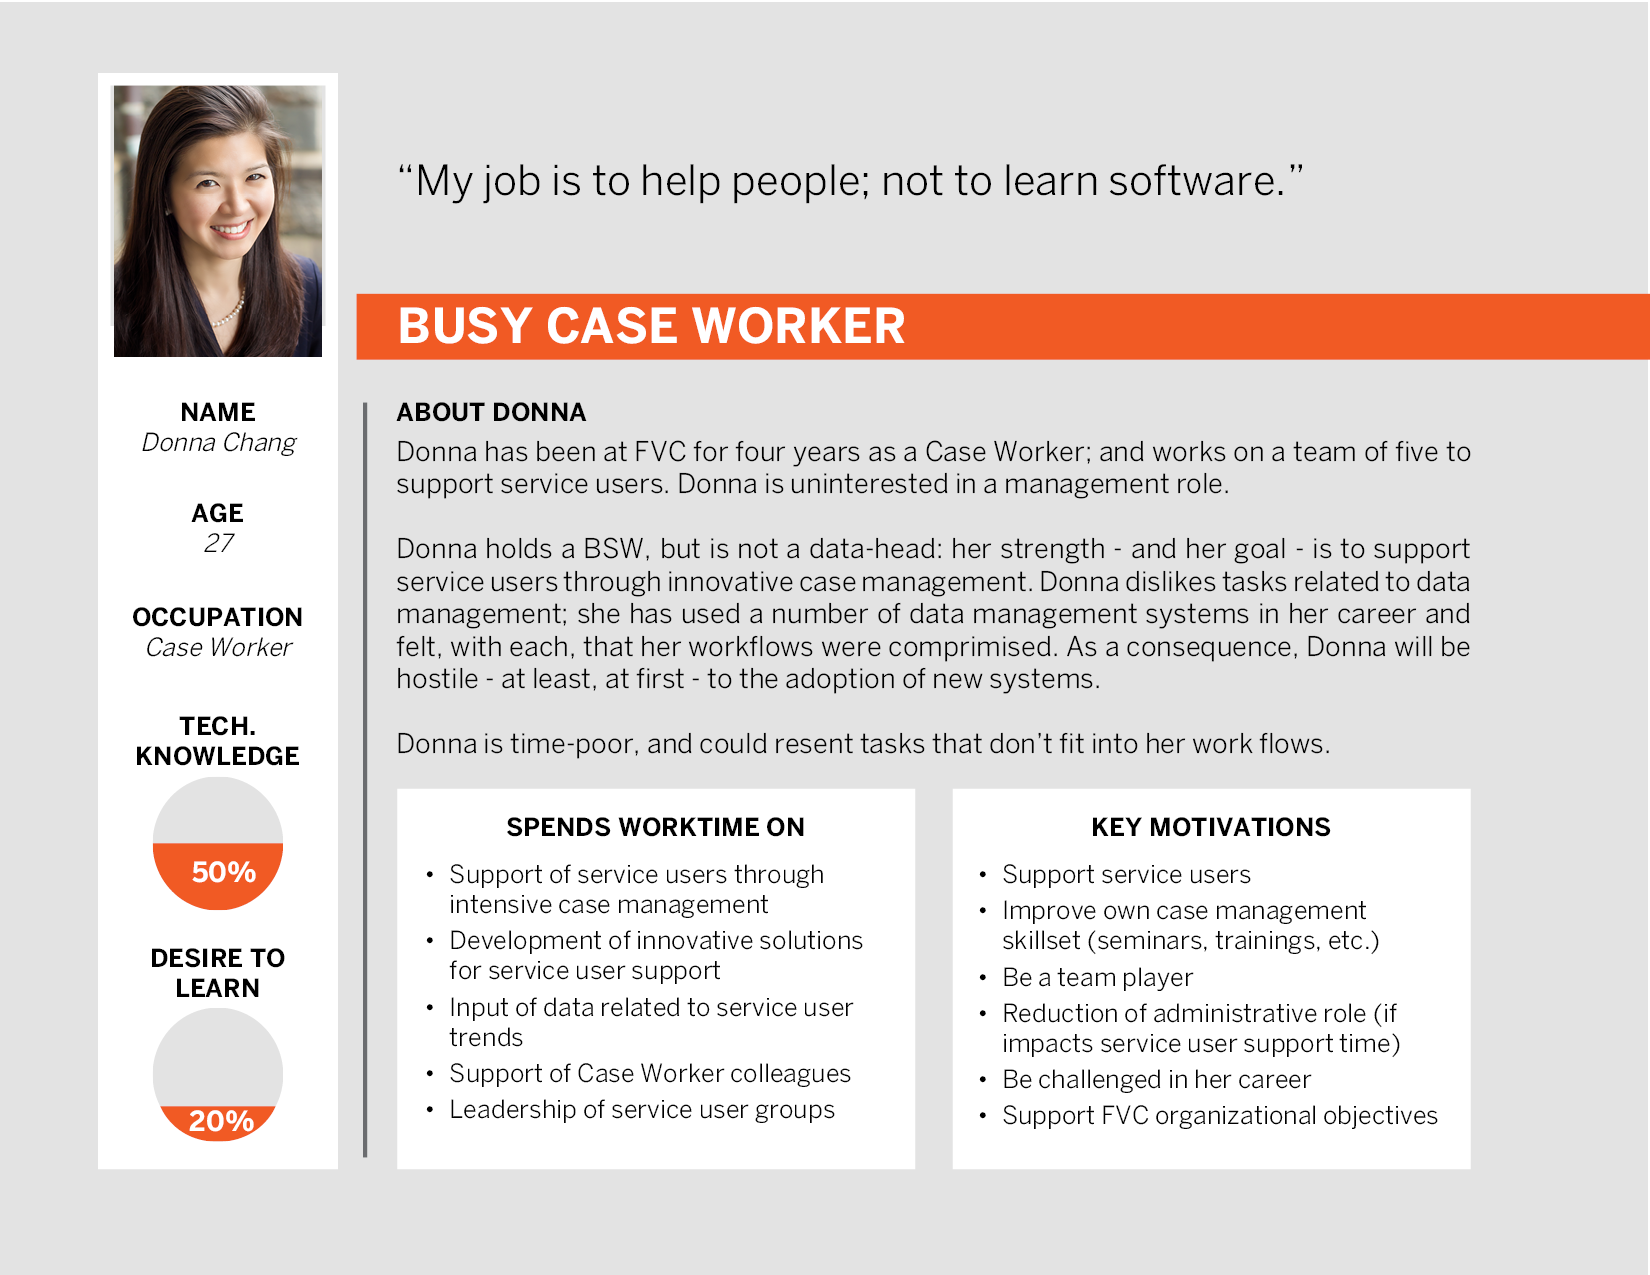 “My job is to help people; not to learn software.”
BUSY CASE WORKER
NAME
Donna Chang
AGE
27
OCCUPATION
Case Worker
TECH.
KNOWLEDGE
50%
DESIRE TO
LEARN
20%
ABOUT DONNA
Donna has been at FVC for four years as a Case Worker; and works on a team of five to
support service users. Donna is uninterested in a management role.
Donna holds a BSW, but is not a data-head: her strength - and her goal - is to support
service users through innovative case management. Donna dislikes tasks related to data
management; she has used a number of data management systems in her career and
felt, with each, that her workflows were comprimised. As a consequence, Donna will be
hostile - at least, at first - to the adoption of new systems.
Donna is time-poor, and could resent tasks that don’t fit into her work flows.
SPENDS WORKTIME ON
• Support of service users through
intensive case management
• Development of innovative solutions
for service user support
• Input of data related to service user
trends
• Support of Case Worker colleagues
• Leadership of service user groups
KEY MOTIVATIONS
• Support service users
• Improve own case management
skillset (seminars, trainings, etc.)
• Be a team player
• Reduction of administrative role (if
impacts service user support time)
• Be challenged in her career
• Support FVC organizational objectives